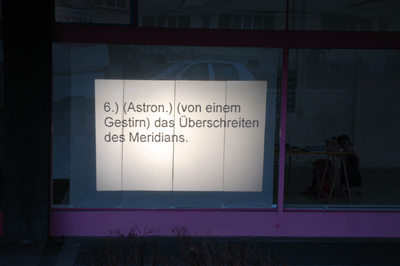 6.) (Astron.) (von einem
Gestirn) das Überschreiten
des Meridians.